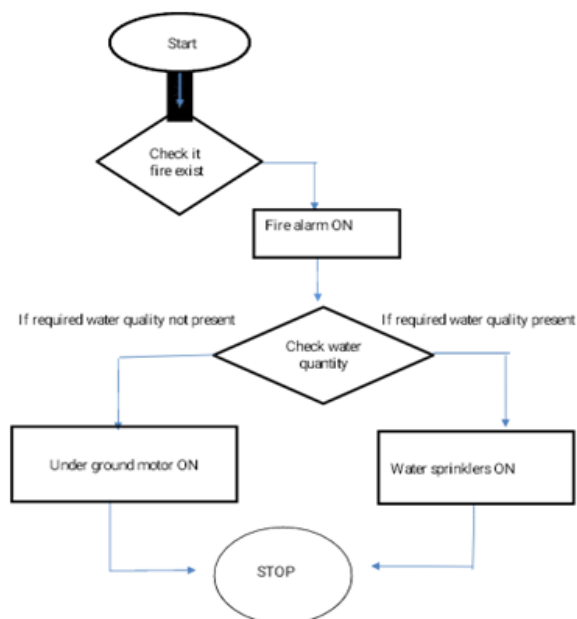 Start
Check it
fire exist
Fire alarm ON
If required water quality not present
If required water quality present
Check water
quantity
Under ground motor ON
Water sprinklers ON
STOP